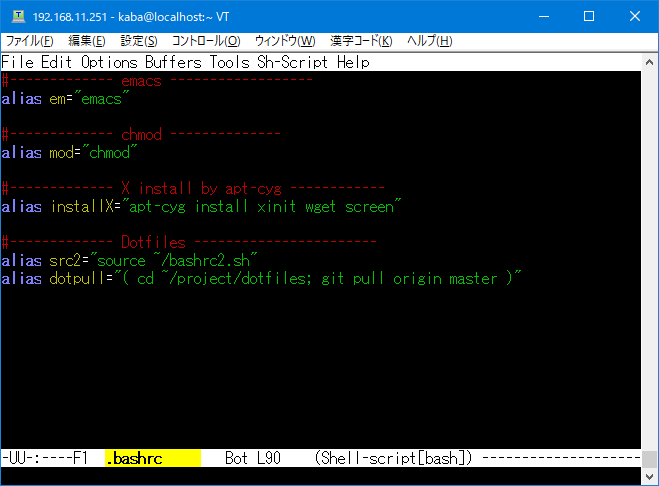 192.168.11.251 - kaba@localhost:~ VT
ファイル(F) 編集(E) 設定(S) コントロール(O) ウィンドウ(W) 漢字コード(K) ヘルプ(H)
File Edit Options Buffers Tools Sh-Script Help
#------------- emacs ------------------
alias em="emacs"
#------------- chmod --------------
alias mod="chmod"
#------------- X install by apt-cyg ------------
alias installX="apt-cyg install xinit wget screen"
#------------- Dotfiles ---------------------------
alias src2="source ~/bashrc2.sh"
alias dotpull="( cd ~/project/dotfiles; git pull origin master )"
-UU-:----F1 .bashrc Bot L90 (Shell-script[bash]) --------------------